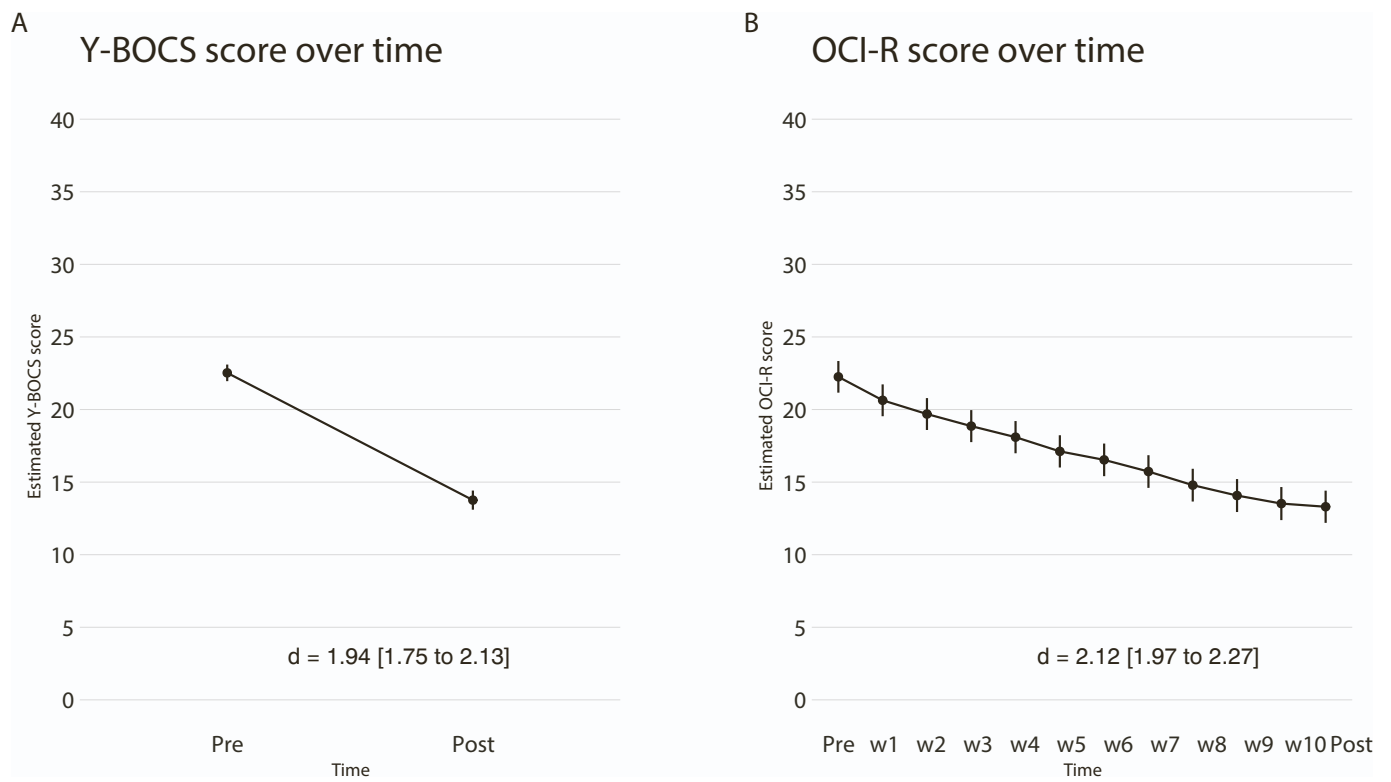 A
Y-BOCS score over time
40
35
30
25
20
15
10
5
0
Estimated Y-BOCS score
d = 1.94 [1.75 to 2.13]
Pre Post
Time
B
OCI-R score over time
40
35
30
25
20
15
10
5
0
Estimated OCI-R score
d = 2.12 [1.97 to 2.27]
Pre w1 w2 w3 w4 w5 w6 w7 w8 w9 w10 Post
Time